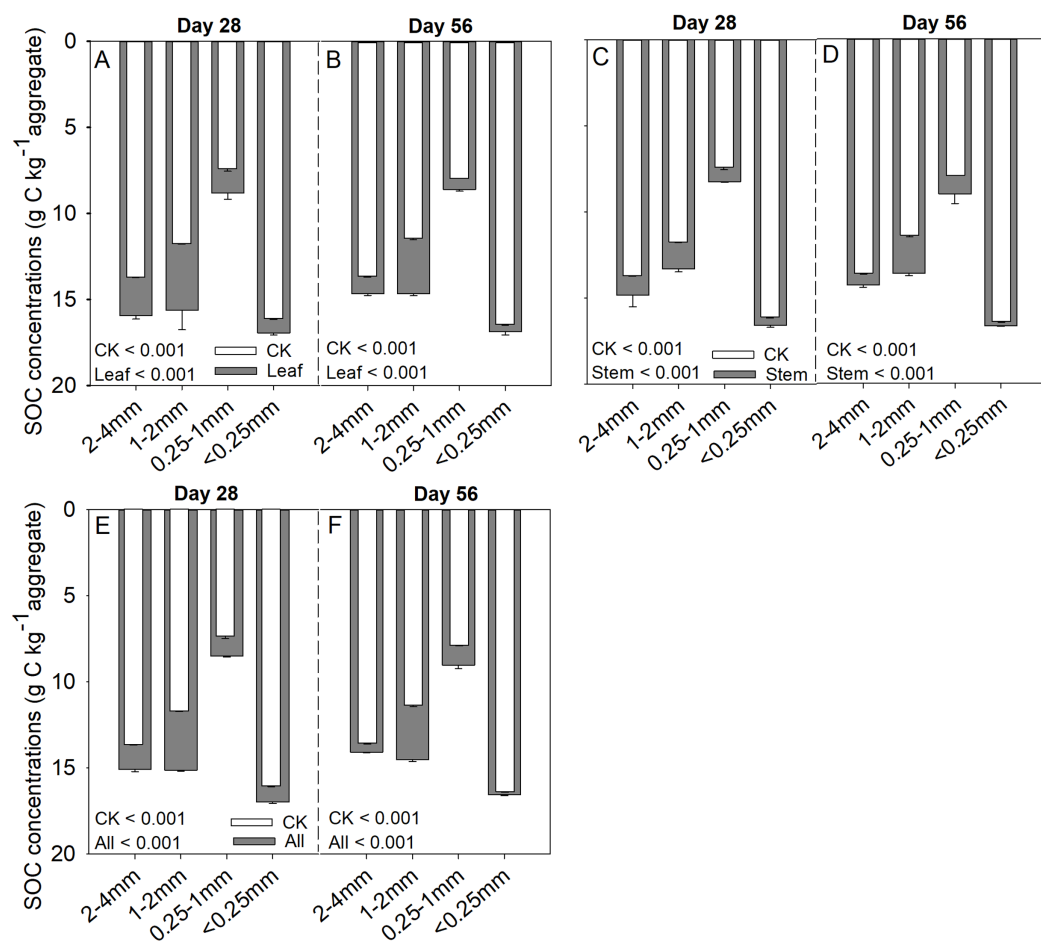 Day 28
Day 56
Day 28
Day 56
A
B
C
D
0
5
10
15
20
SOC concentrations (g C kg-1 aggregate)
CK < 0.001
Leaf < 0.001
CK
Leaf
CK < 0.001
Leaf < 0.001
CK < 0.001
Stem < 0.001
CK
Stem
CK < 0.001
Stem < 0.001
2-4mm
1-2mm
0.25-1mm
<0.25mm
2-4mm
1-2mm
0.25-1mm
<0.25mm
2-4mm
1-2mm
0.25-1mm
<0.25mm
2-4mm
1-2mm
0.25-1mm
<0.25mm
Day 28
Day 56
E
F
0
5
10
15
20
SOC concentrations (g C kg-1 aggregate)
CK < 0.001
All < 0.001
CK
All
CK < 0.001
All < 0.001
2-4mm
1-2mm
0.25-1mm
<0.25mm
2-4mm
1-2mm
0.25-1mm
<0.25mm